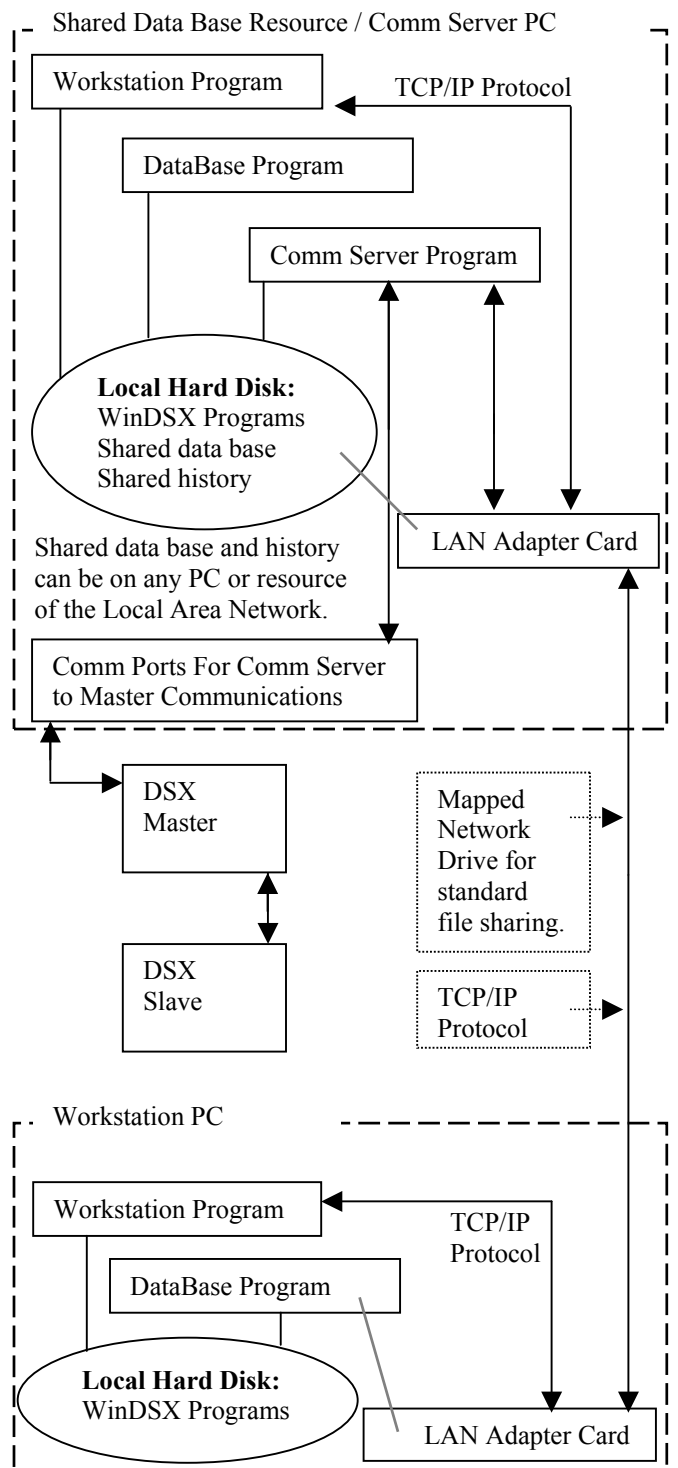 Shared Data Base Resource / Comm Server PC
Workstation Program
TCP/IP Protocol
DataBase Program
Comm Server Program
Local Hard Disk:
WinDSX Programs
Shared data base
Shared history
LAN Adapter Card
Shared data base and history
can be on any PC or resource
of the Local Area Network.
Comm Ports For Comm Server
to Master Communications
DSX
Master
Mapped
Network
Drive for
standard
file sharing.
DSX
Slave
TCP/IP
Protocol
Workstation PC
Workstation Program
TCP/IP
Protocol
DataBase Program
Local Hard Disk:
WinDSX Programs
LAN Adapter Card